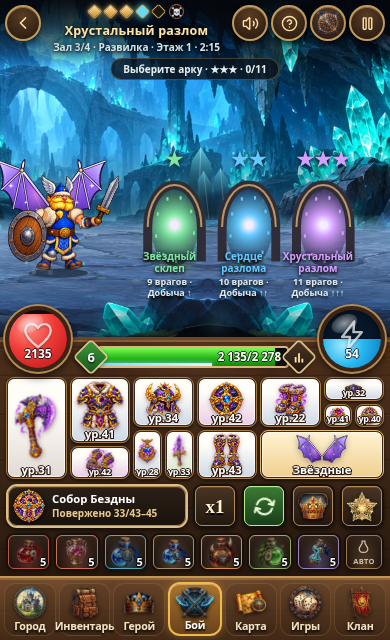 Хрустальный разлом
Зал 3/4 · Развилка · Этаж 1 · 2:15
Выберите арку · ★★★ · 0/11
Звёздный склеп
9 врагов · Добыча ↑
Сердце разлома
10 врагов · Добыча ↑↑
Хрустальный разлом
11 врагов · Добыча ↑↑↑
2135
6
2 135/2 278
54
ур.31
ур.41
ур.34
ур.42
ур.22
ур.32
ур.41
ур.40
ур.42
ур.28
ур.33
ур.43
Звёздные
Собор Бездны
Повержено 33/43–45
x1
5
5
5
5
5
5
5
АВТО
Город
Инвентарь
Герой
Бой
Карта
Игры
Клан